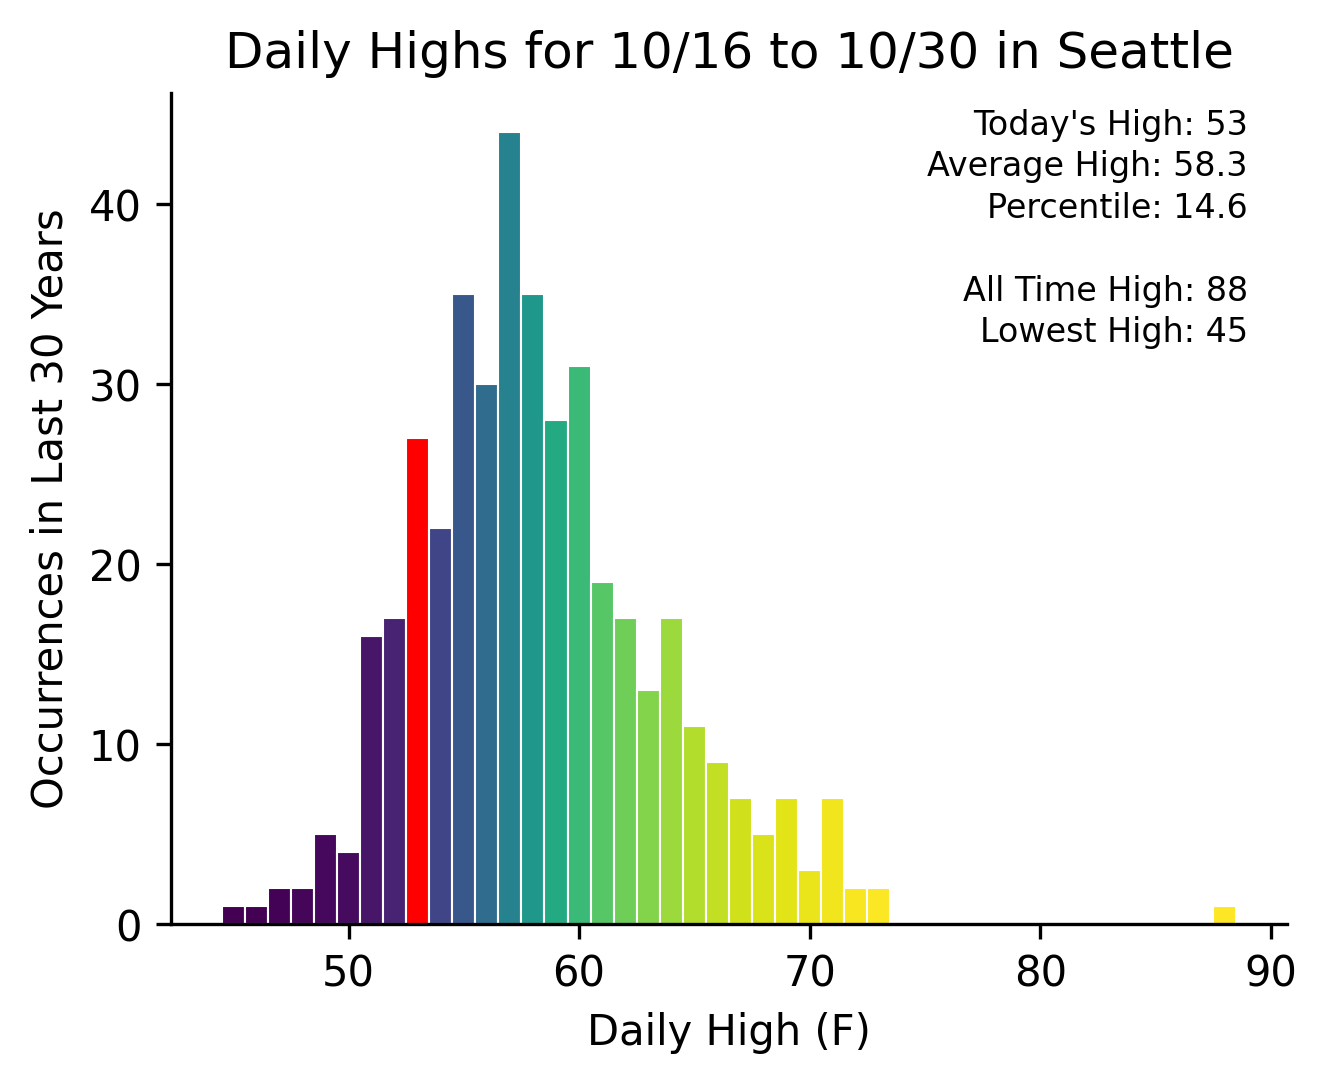 Daily Highs for 10/16 to 10/30 in Seattle
Today's High: 53
Average High: 58.3
Percentile: 14.6
All Time High: 88
Lowest High: 45
Occurrences in Last 30 Years
40
30
20
10
0
50 60 70 80 90
Daily High (F)